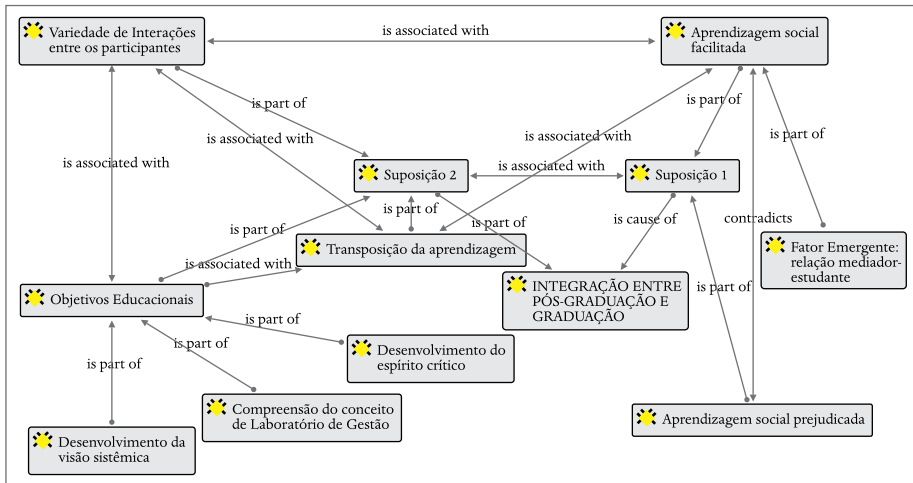 Variedade de Interações
entre os participantes
is associated with
Aprendizagem social
facilitada
is part of
is part of
is associated with
is associated with
is part of
is associated with
Suposição 2
is associated with
Suposição 1
is part of
is part of
is part of
is cause of
contradicts
Transposição da aprendizagem
Fator Emergente:
relação mediador-
estudante
is associated with
Objetivos Educacionais
INTEGRAÇÃO ENTRE
PÓS-GRADUAÇÃO E
GRADUAÇÃO
is part of
is part of
is part of
is part of
Desenvolvimento do
espírito crítico
Compreensão do conceito
de Laboratório de Gestão
Aprendizagem social prejudicada
Desenvolvimento da
visão sistêmica